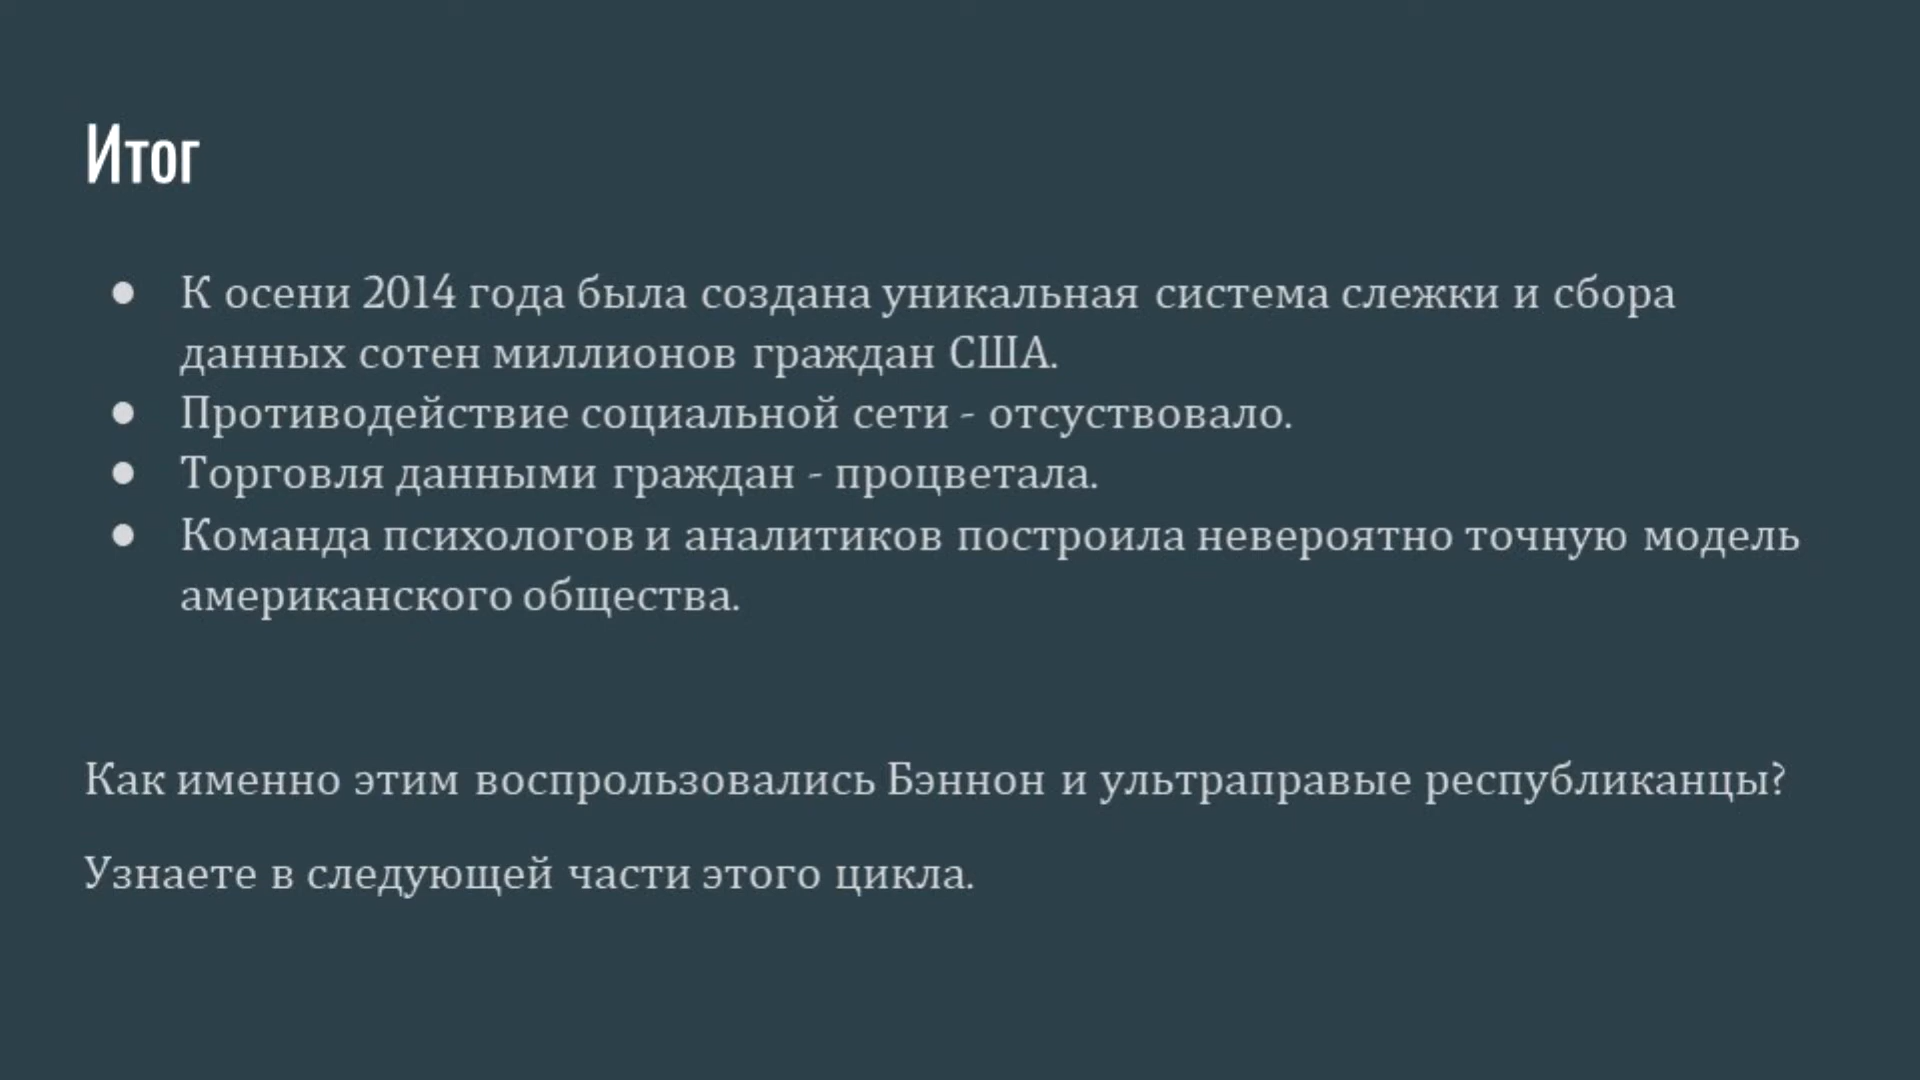 Итог
● К осени 2014 года была создана уникальная система слежки и сбора
данных сотен миллионов граждан США.
● Противодействие социальной сети - отсуствовало.
● Торговля данными граждан - процветала.
● Команда психологов и аналитиков построила невероятно точную модель
американского общества.
Как именно этим воспрользовались Бэннон и ультраправые республиканцы?
Узнаете в следующей части этого цикла.